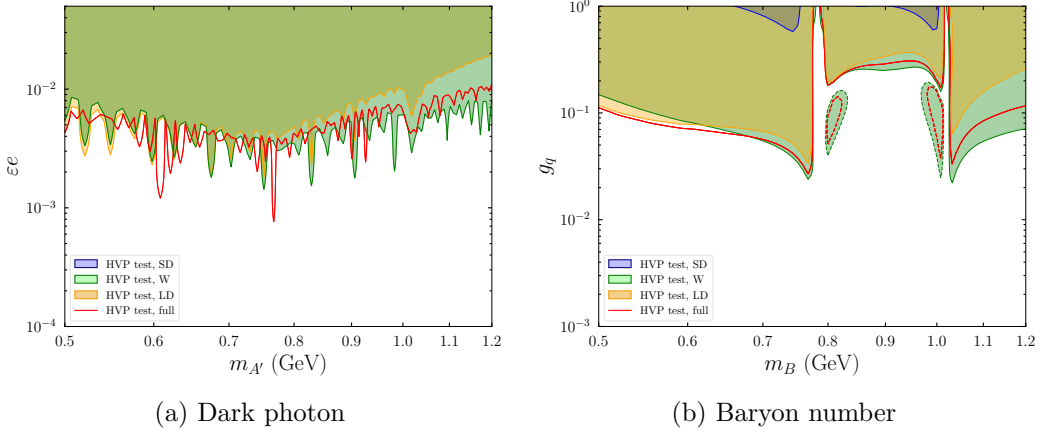 10⁻²
10⁻³
10⁻⁴
εe
HVP test, SD
HVP test, W
HVP test, LD
HVP test, full
0.5 0.6 0.7 0.8 0.9 1.0 1.1 1.2
m_{A′} (GeV)
(a) Dark photon
10⁰
10⁻¹
10⁻²
10⁻³
g_q
HVP test, SD
HVP test, W
HVP test, LD
HVP test, full
0.5 0.6 0.7 0.8 0.9 1.0 1.1 1.2
m_B (GeV)
(b) Baryon number